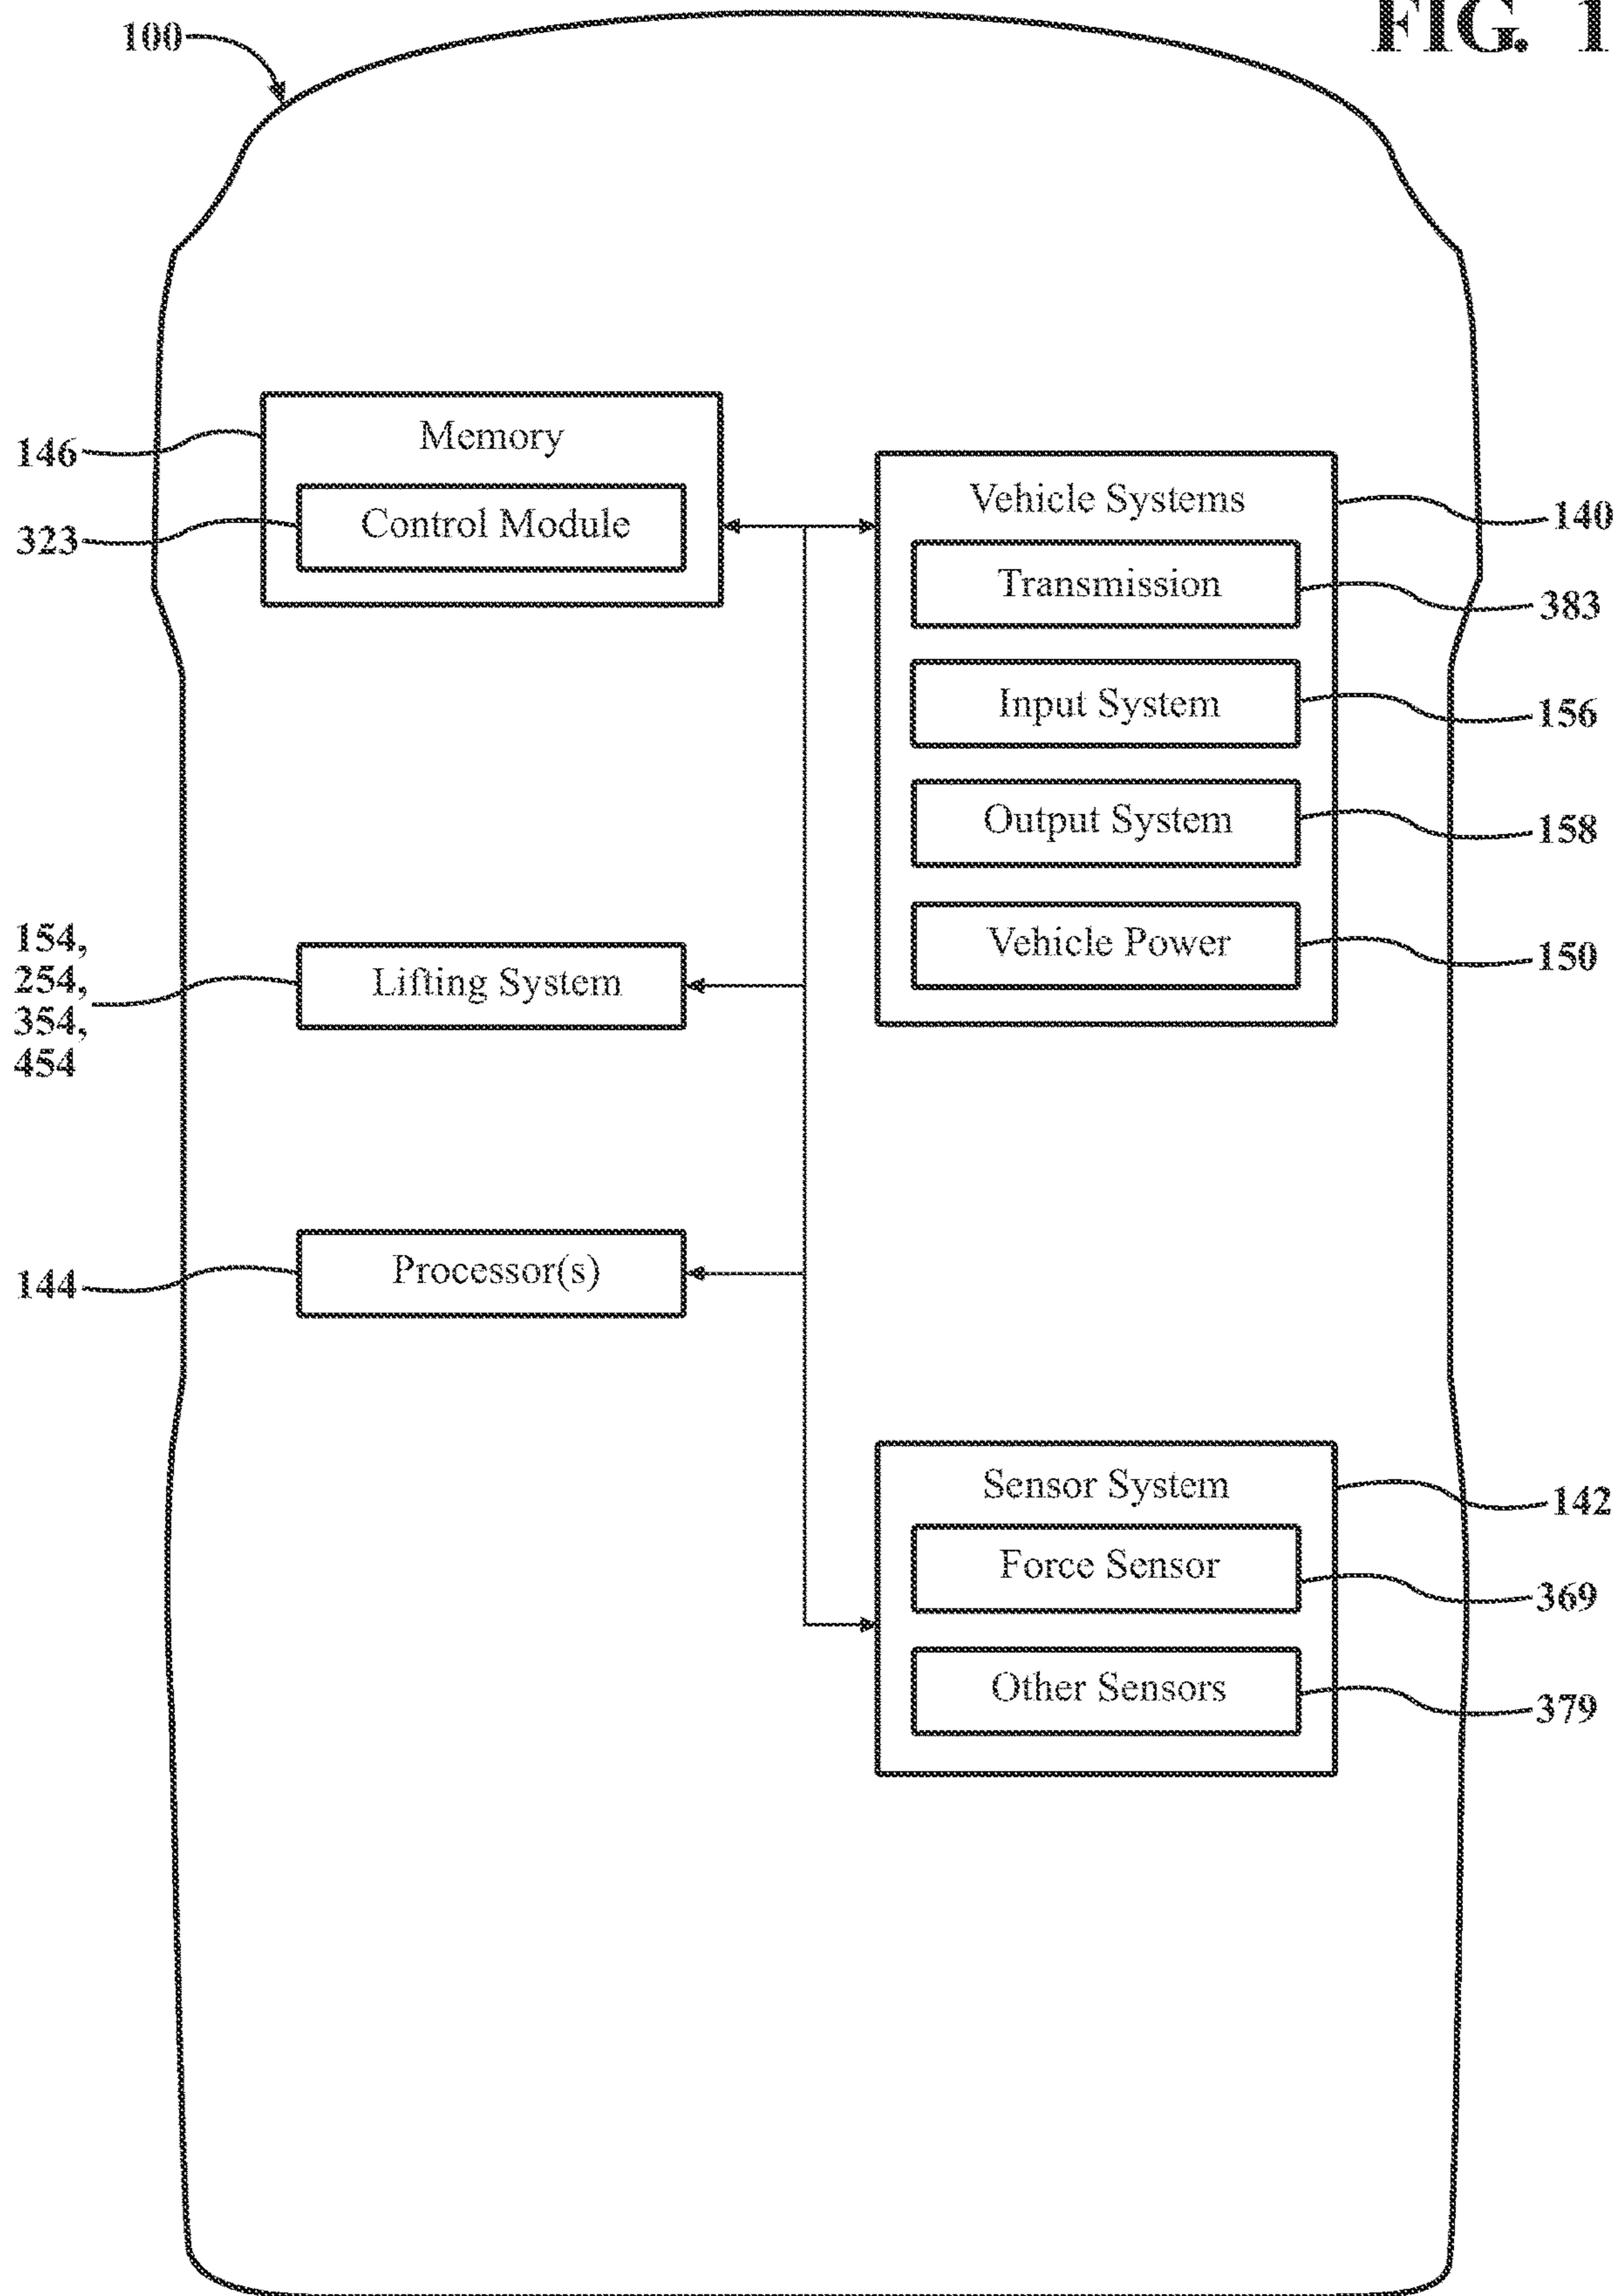 FIG. 1
100
146
Memory
323
Control Module
Vehicle Systems
140
Transmission
383
Input System
156
Output System
158
Vehicle Power
150
154,
254,
354,
454
Lifting System
144
Processor(s)
Sensor System
142
Force Sensor
369
Other Sensors
379